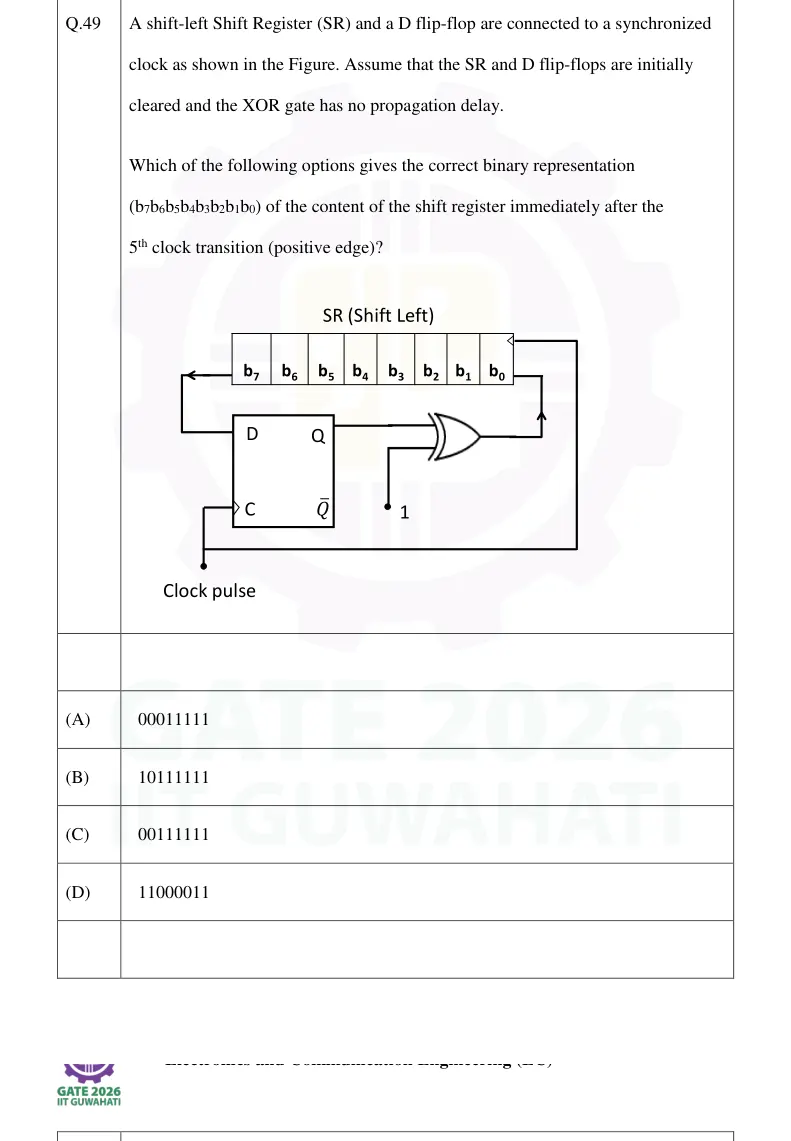 Q.49 A shift-left Shift Register (SR) and a D flip-flop are connected to a synchronized
clock as shown in the Figure. Assume that the SR and D flip-flops are initially
cleared and the XOR gate has no propagation delay.
Which of the following options gives the correct binary representation
(b₇b₆b₅b₄b₃b₂b₁b₀) of the content of the shift register immediately after the
5ᵗʰ clock transition (positive edge)?
SR (Shift Left)
b₇ b₆ b₅ b₄ b₃ b₂ b₁ b₀
D Q
C Q̅ 1
Clock pulse
GATE 2026
(A) 00011111
(B) 10111111
IIT GUWAHATI
(C) 00111111
(D) 11000011
GATE 2026
IIT GUWAHATI